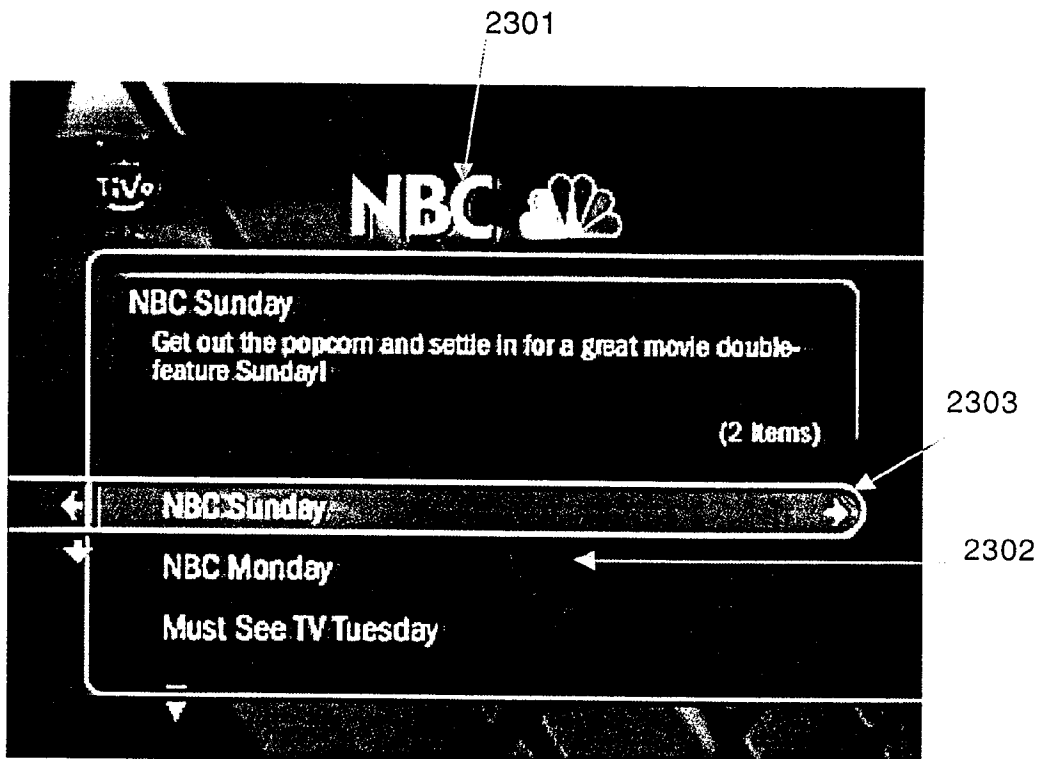 2301
TiVo
NBC
NBC Sunday
Get out the popcorn and settle in for a great movie double-
feature Sunday!
(2 items)
2303
NBC Sunday
2302
NBC Monday
Must See TV Tuesday